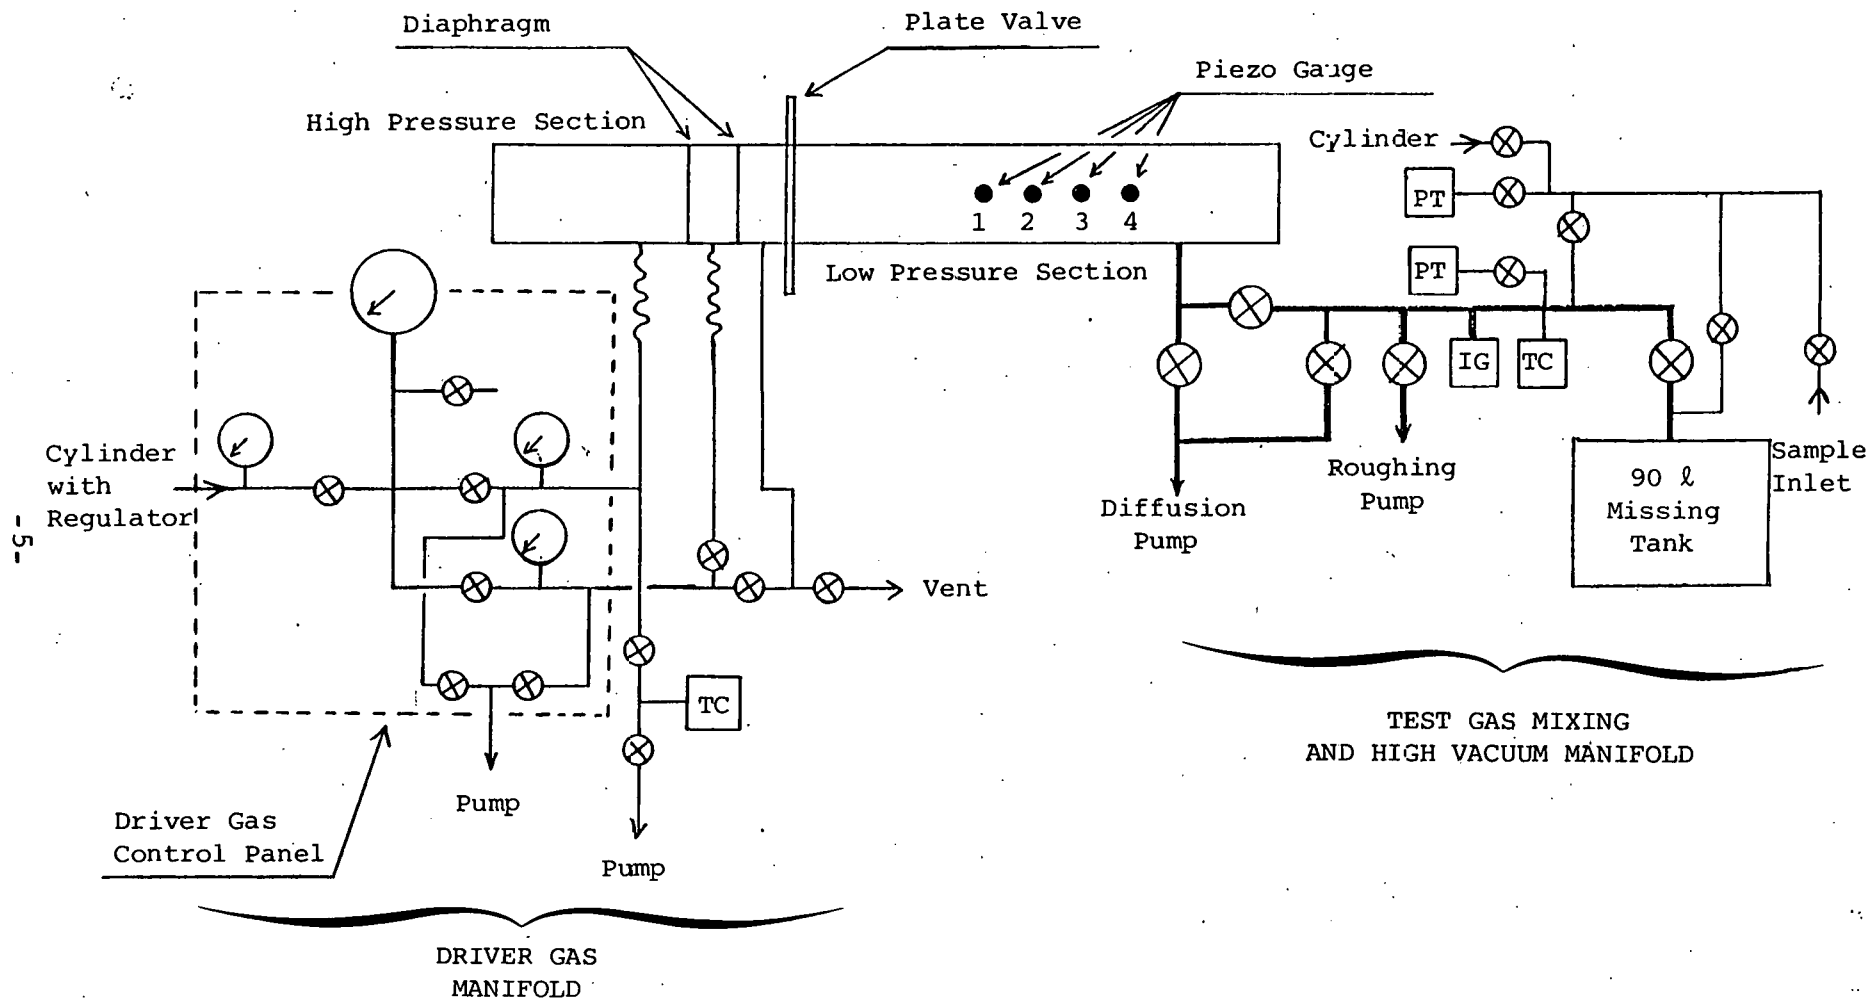 Diaphragm
Plate Valve
Piezo Gauge
High Pressure Section
Cylinder
PT
1 2 3 4
PT
Low Pressure Section
IG
TC
Cylinder
with
Regulator
Sample
Inlet
Roughing
Pump
90 ℓ
Missing
Tank
Diffusion
Pump
-5-
Vent
TC
TEST GAS MIXING
AND HIGH VACUUM MANIFOLD
Pump
Driver Gas
Control Panel
Pump
DRIVER GAS
MANIFOLD